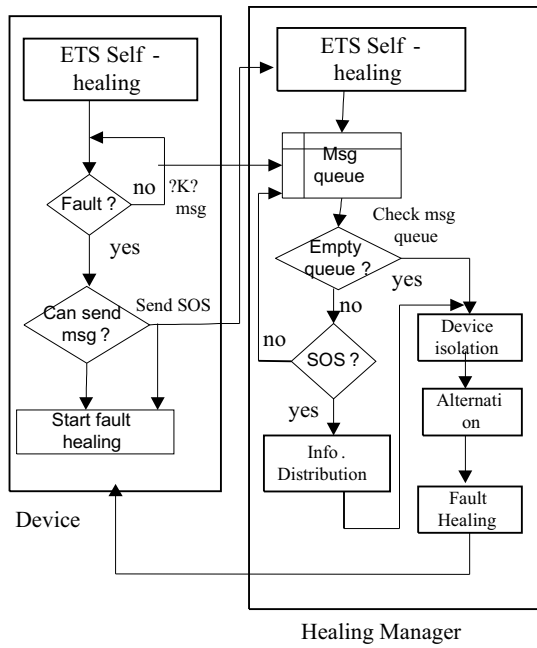 ETS Self -
healing
Fault ?
no
?K?
msg
yes
Can send
msg ?
Send SOS
Start fault
healing
Device
ETS Self -
healing
Msg
queue
Check msg
queue
Empty
queue ?
yes
no
SOS ?
no
yes
Info .
Distribution
Device
isolation
Alternati
on
Fault
Healing
Healing Manager